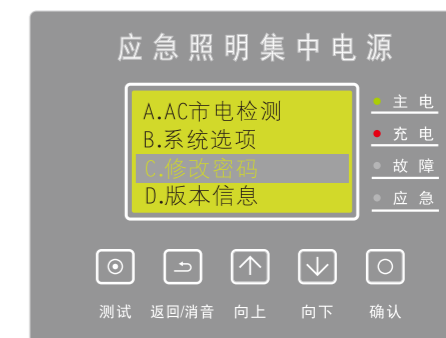 应急照明集中电源
A.AC市电检测
B.系统选项
C.修改密码
D.版本信息
主电
充电
故障
应急
测试 返回/消音 向上 向下 确认